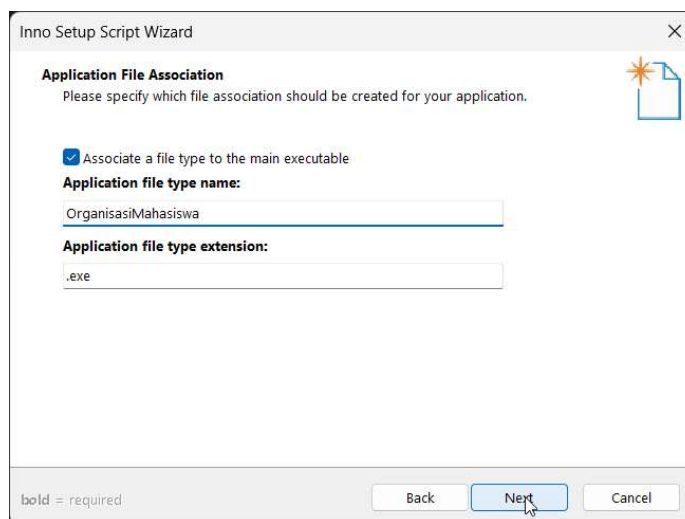 Inno Setup Script Wizard
Application File Association
Please specify which file association should be created for your application.
Associate a file type to the main executable
Application file type name:
OrganisasiMahasiswa
Application file type extension:
.exe
bold = required
Back
Next
Cancel